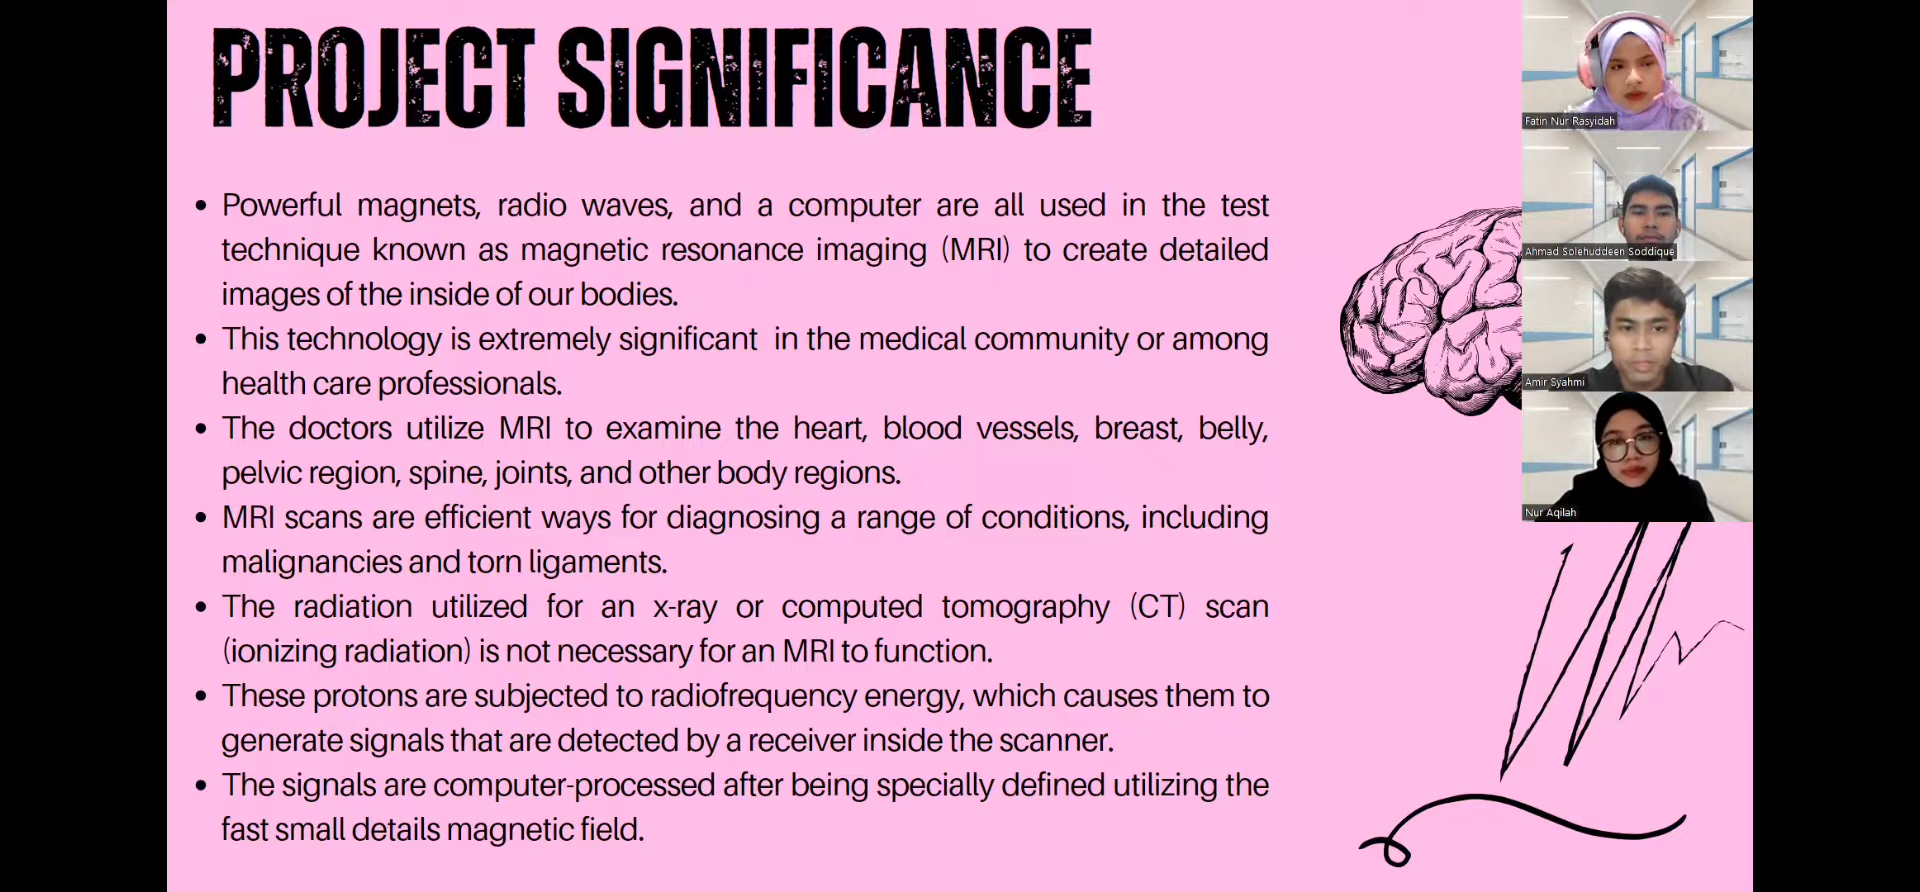 PROJECT SIGNIFICANCE
• Powerful magnets, radio waves, and a computer are all used in the test
technique known as magnetic resonance imaging (MRI) to create detailed
images of the inside of our bodies.
• This technology is extremely significant in the medical community or among
health care professionals.
• The doctors utilize MRI to examine the heart, blood vessels, breast, belly,
pelvic region, spine, joints, and other body regions.
• MRI scans are efficient ways for diagnosing a range of conditions, including
malignancies and torn ligaments.
• The radiation utilized for an x-ray or computed tomography (CT) scan
(ionizing radiation) is not necessary for an MRI to function.
• These protons are subjected to radiofrequency energy, which causes them to
generate signals that are detected by a receiver inside the scanner.
• The signals are computer-processed after being specially defined utilizing the
fast small details magnetic field.
Fatin Nur Rasyidah
Ahmad Solehuddeen Soddique
Amir Syahmi
Nur Aqilah